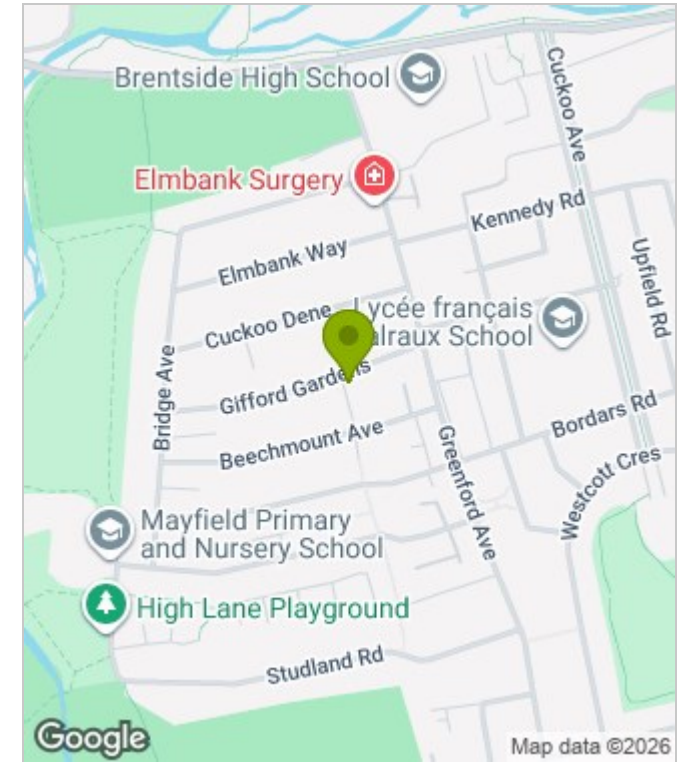 Brentside High School
Cuckoo Ave
Elmbank Surgery
Kennedy Rd
Elmbank Way
Upfield Rd
Cuckoo Dene
Lycée français
alraux School
Gifford Gardens
Bridge Ave
Beechmount Ave
Bordars Rd
Greenford Ave
Westcott Cres
Mayfield Primary
and Nursery School
High Lane Playground
Studland Rd
Google
Map data ©2026